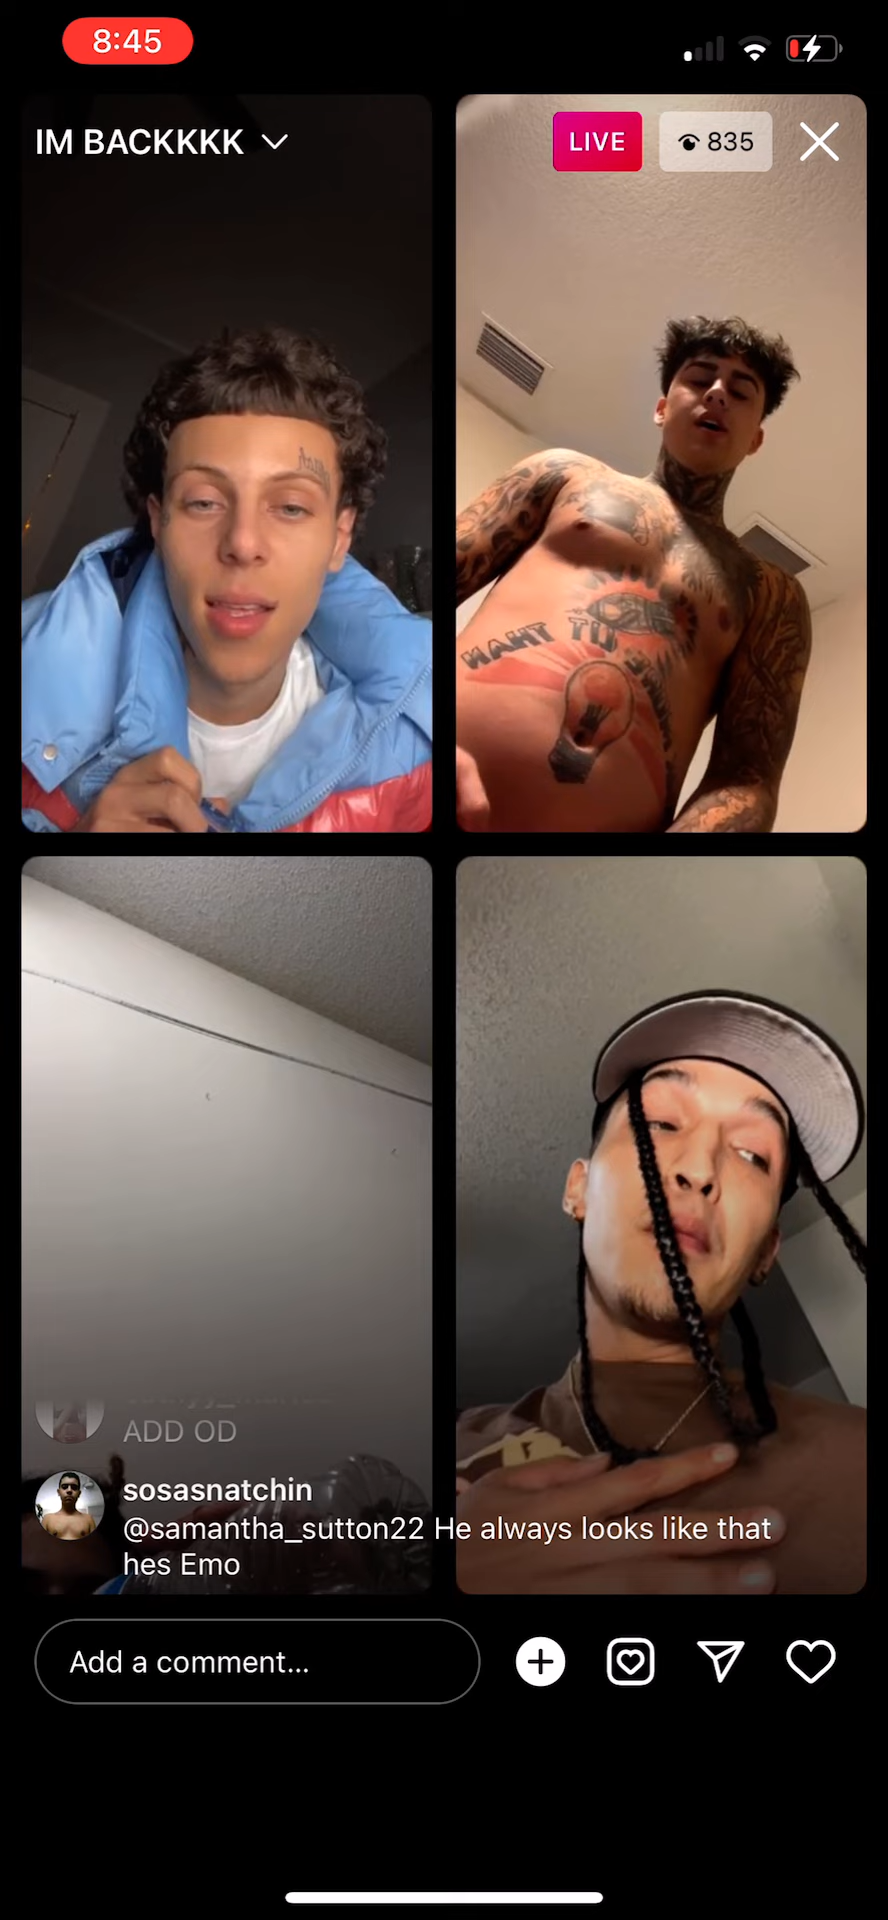 8:45
IM BACKKKK
LIVE
835
ADD OD
sosasnatchin
@samantha_sutton22 He always looks like that
hes Emo
Add a comment...